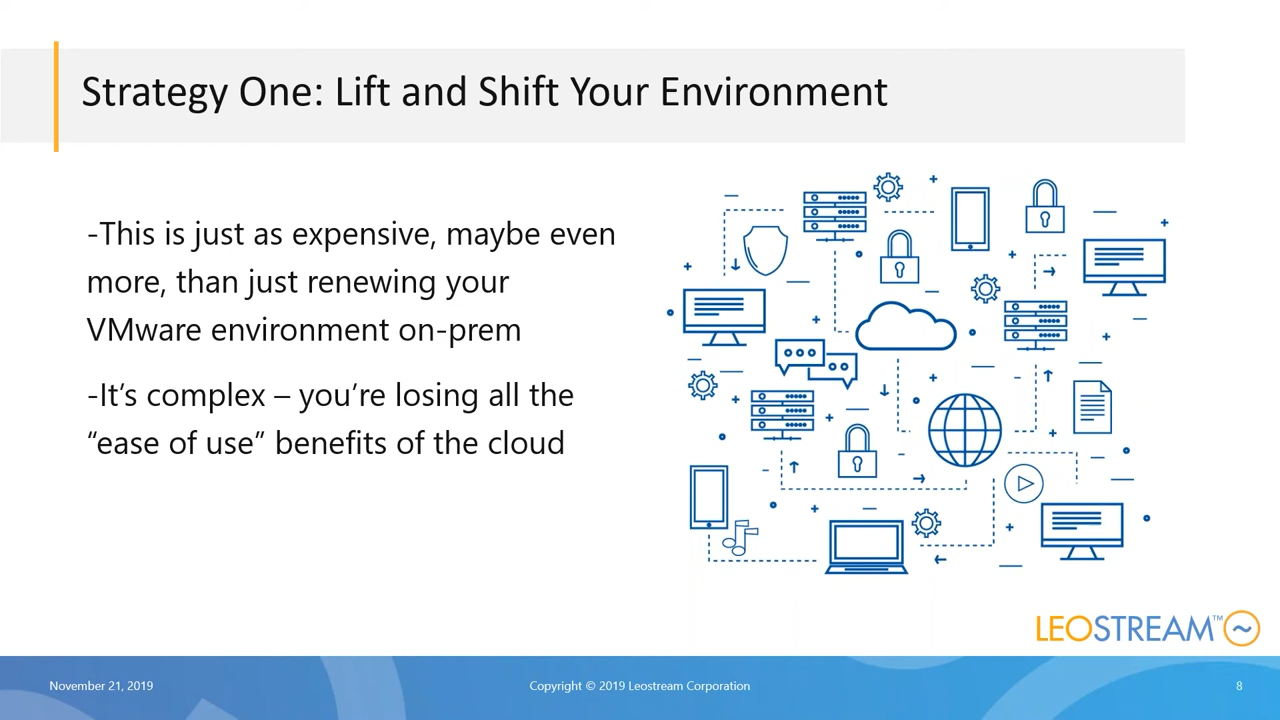 Strategy One: Lift and Shift Your Environment
-This is just as expensive, maybe even
more, than just renewing your
VMware environment on-prem
-It’s complex – you’re losing all the
“ease of use” benefits of the cloud
LEOSTREAM™
November 21, 2019
Copyright © 2019 Leostream Corporation
8